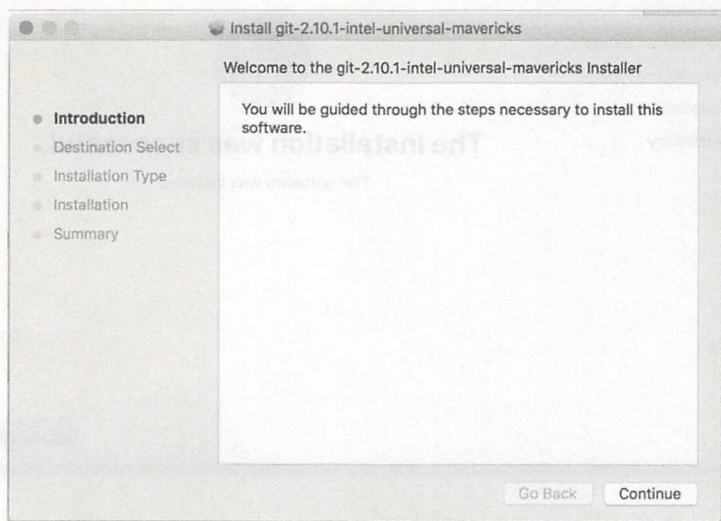 Install git-2.10.1-intel-universal-mavericks
Welcome to the git-2.10.1-intel-universal-mavericks Installer
Introduction
Destination Select
Installation Type
Installation
Summary
You will be guided through the steps necessary to install this
software.
Go Back
Continue